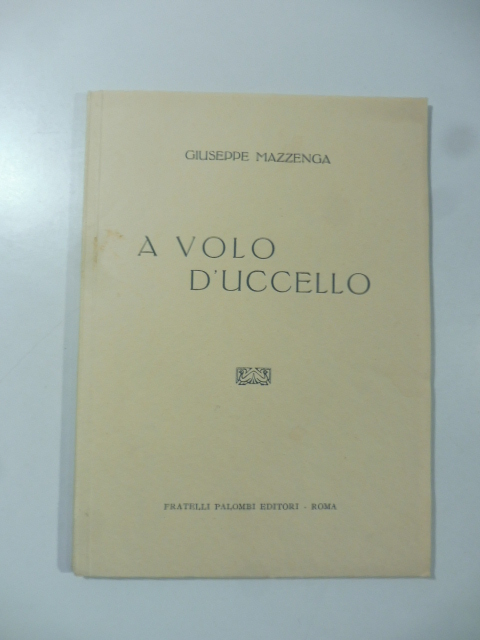 GIUSEPPE MAZZENGA
A VOLO
D'UCCELLO
FRATELLI PALOMBI EDITORI - ROMA